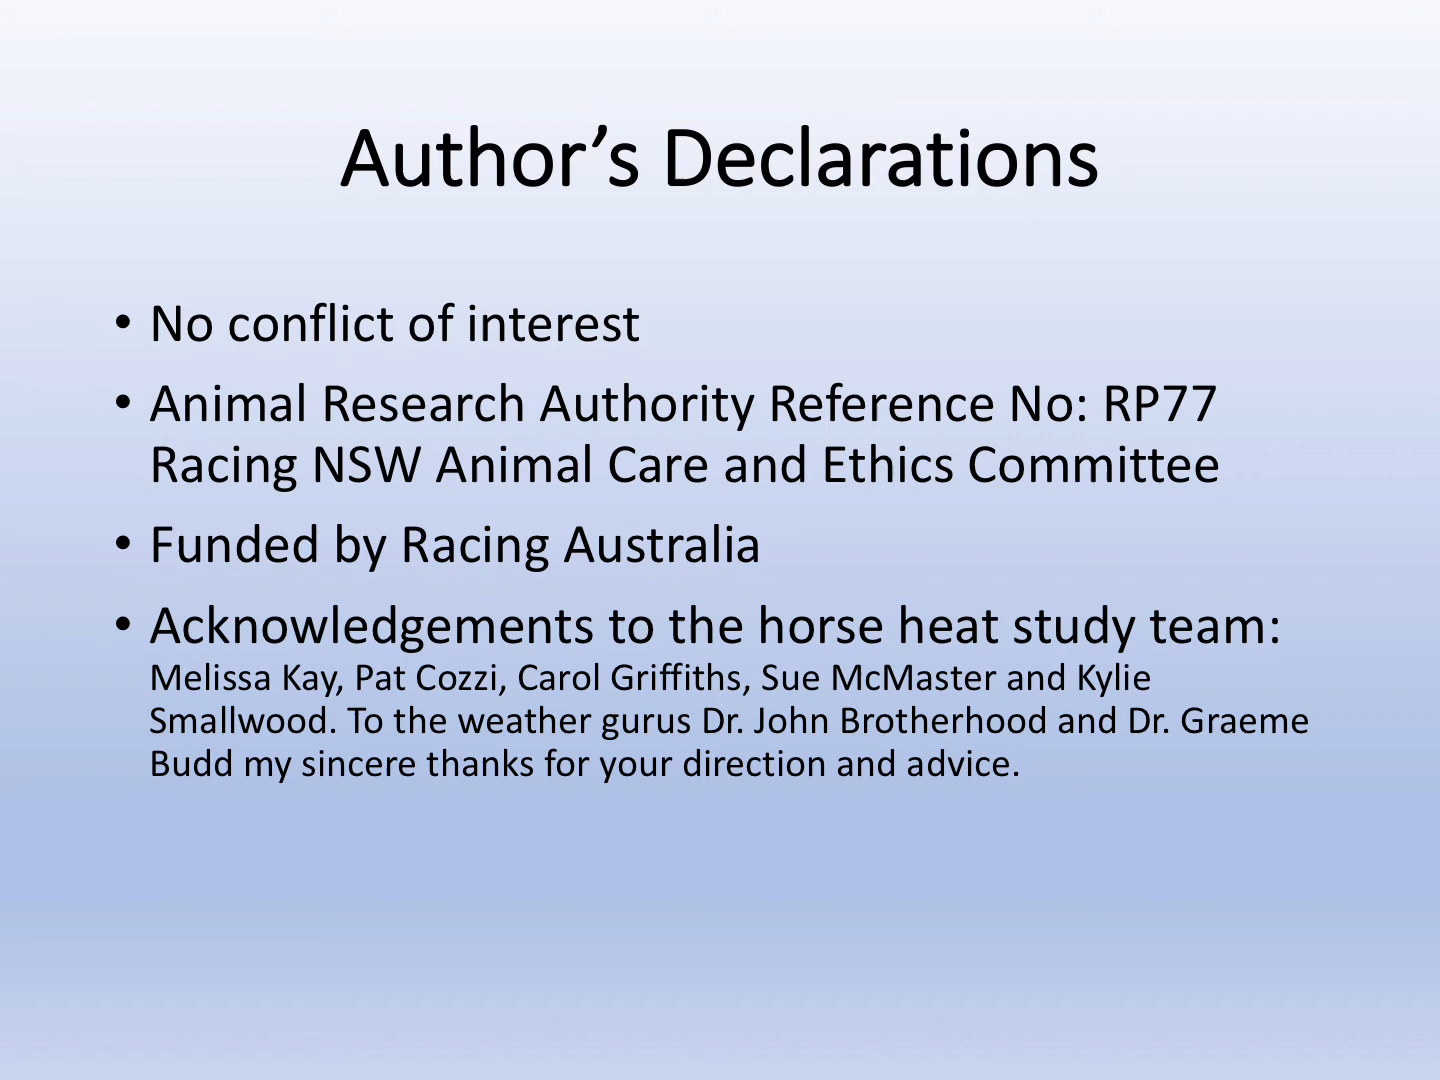 Author’s Declarations
• No conflict of interest
• Animal Research Authority Reference No: RP77
Racing NSW Animal Care and Ethics Committee
• Funded by Racing Australia
• Acknowledgements to the horse heat study team:
Melissa Kay, Pat Cozzi, Carol Griffiths, Sue McMaster and Kylie
Smallwood. To the weather gurus Dr. John Brotherhood and Dr. Graeme
Budd my sincere thanks for your direction and advice.